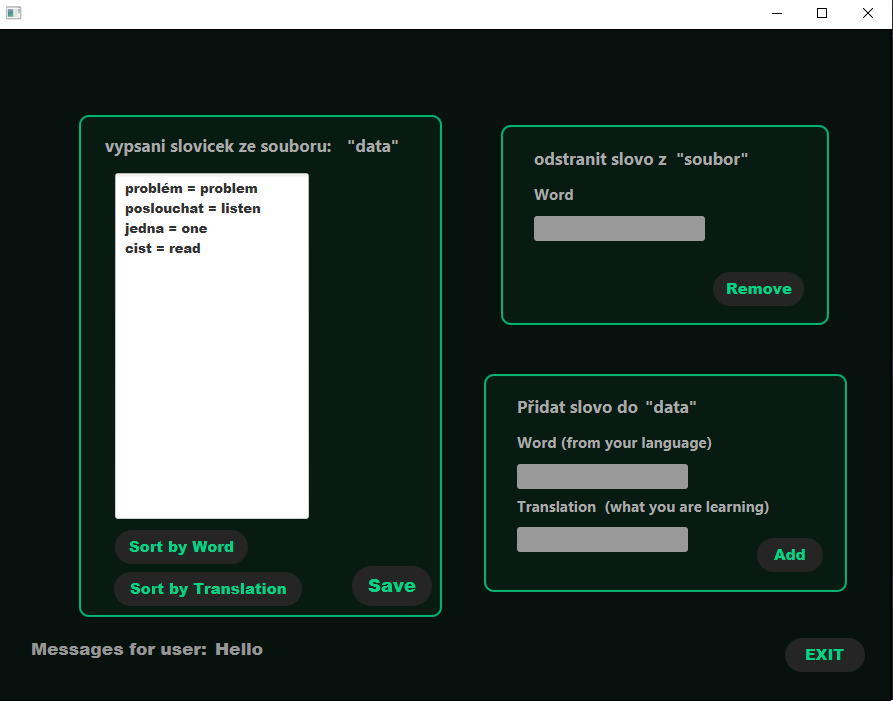 vypsani slovicek ze souboru: "data"
problém = problem
poslouchat = listen
jedna = one
cist = read
Sort by Word
Sort by Translation
Save
odstranit slovo z "soubor"
Word
Remove
Přidat slovo do "data"
Word (from your language)
Translation (what you are learning)
Add
Messages for user: Hello
EXIT